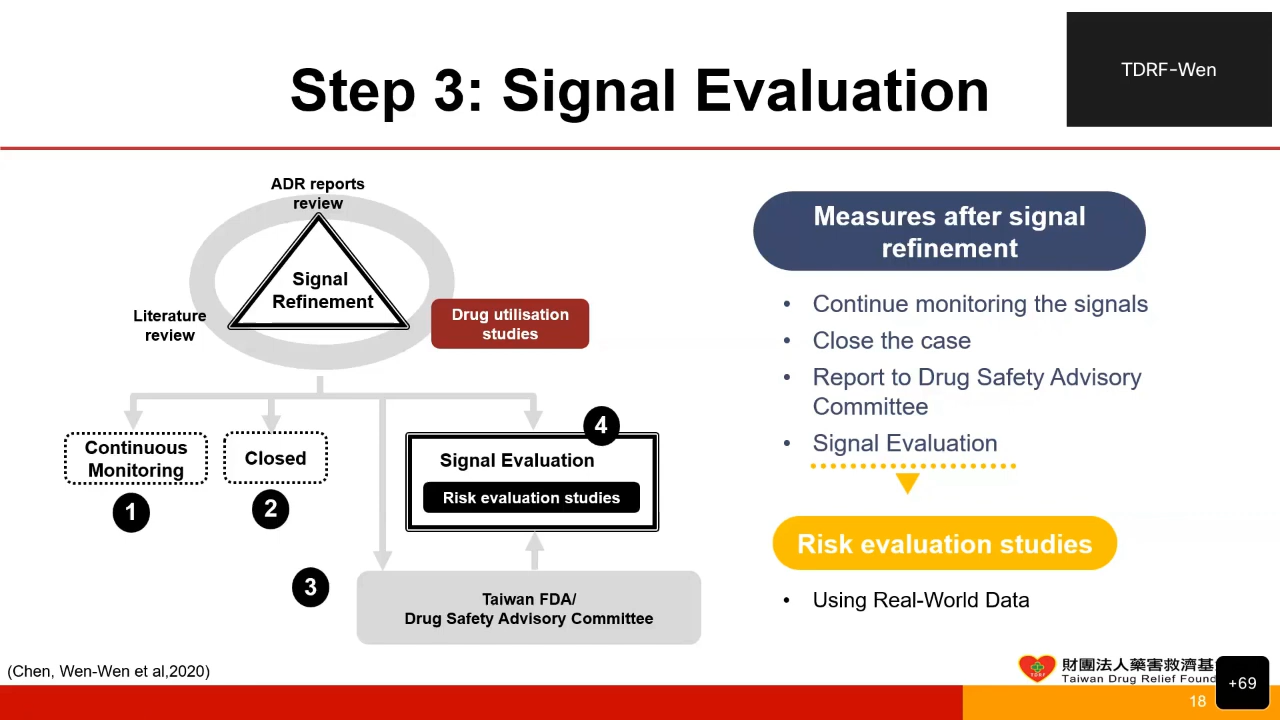 TDRF-Wen
Step 3: Signal Evaluation
ADR reports
review
Signal
Refinement
Literature
review
Drug utilisation
studies
Continuous
Monitoring
1
Closed
2
4
Signal Evaluation
Risk evaluation studies
3
Taiwan FDA/
Drug Safety Advisory Committee
Measures after signal
refinement
• Continue monitoring the signals
• Close the case
• Report to Drug Safety Advisory
Committee
• Signal Evaluation
Risk evaluation studies
• Using Real-World Data
(Chen, Wen-Wen et al,2020)
TDRF
財團法人藥害救濟基
Taiwan Drug Relief Found
18
+69